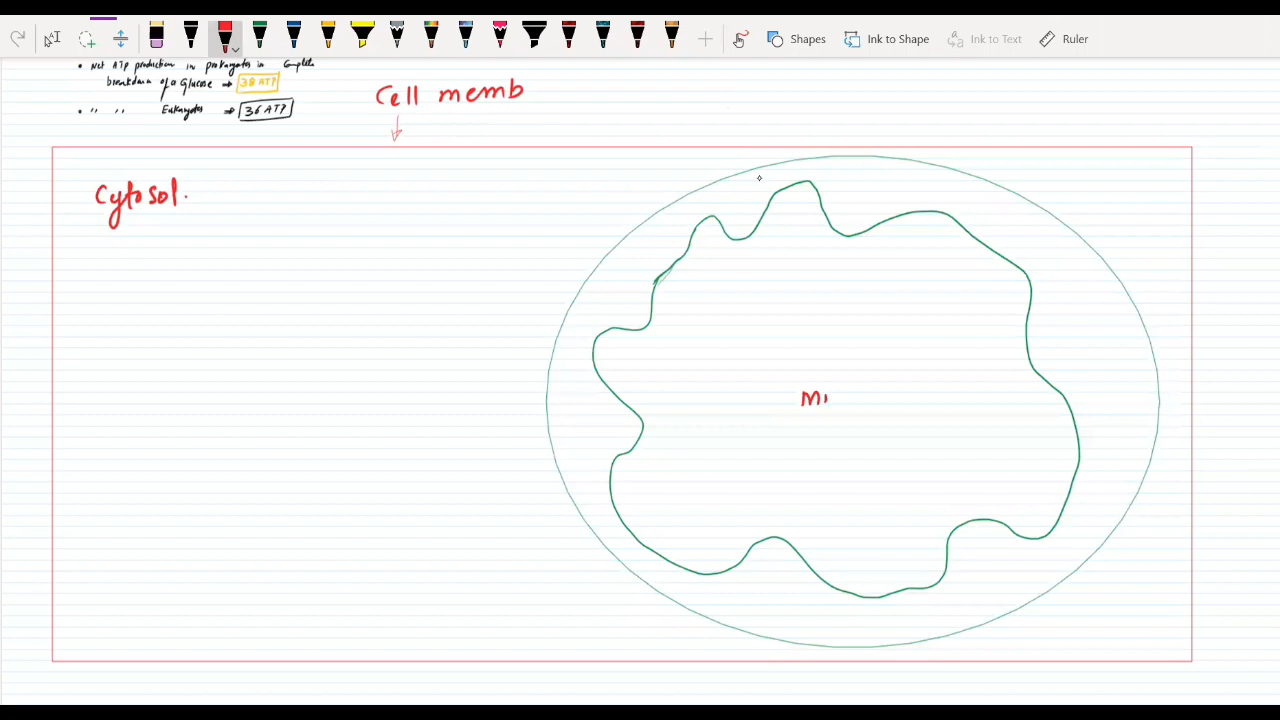 Shapes
Ink to Shape
Ink to Text
Ruler
• Net ATP production in prokaryotes in Complete
breakdown of a Glucose → 38 ATP
• " " Eukaryotes ⇒ 36 ATP
Cell memb
Cytosol.